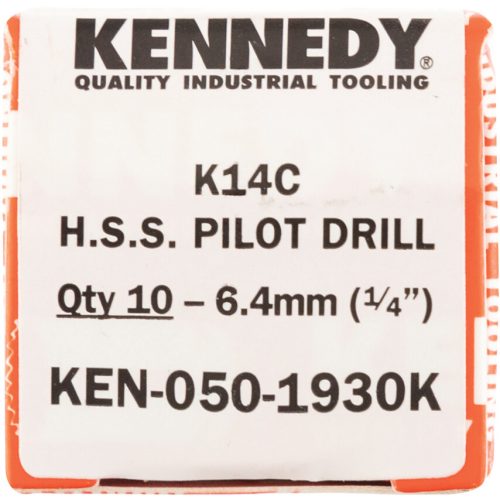 KENNEDY®
QUALITY INDUSTRIAL TOOLING
K14C
H.S.S. PILOT DRILL
Qty 10 – 6.4mm (1/4”)
KEN-050-1930K